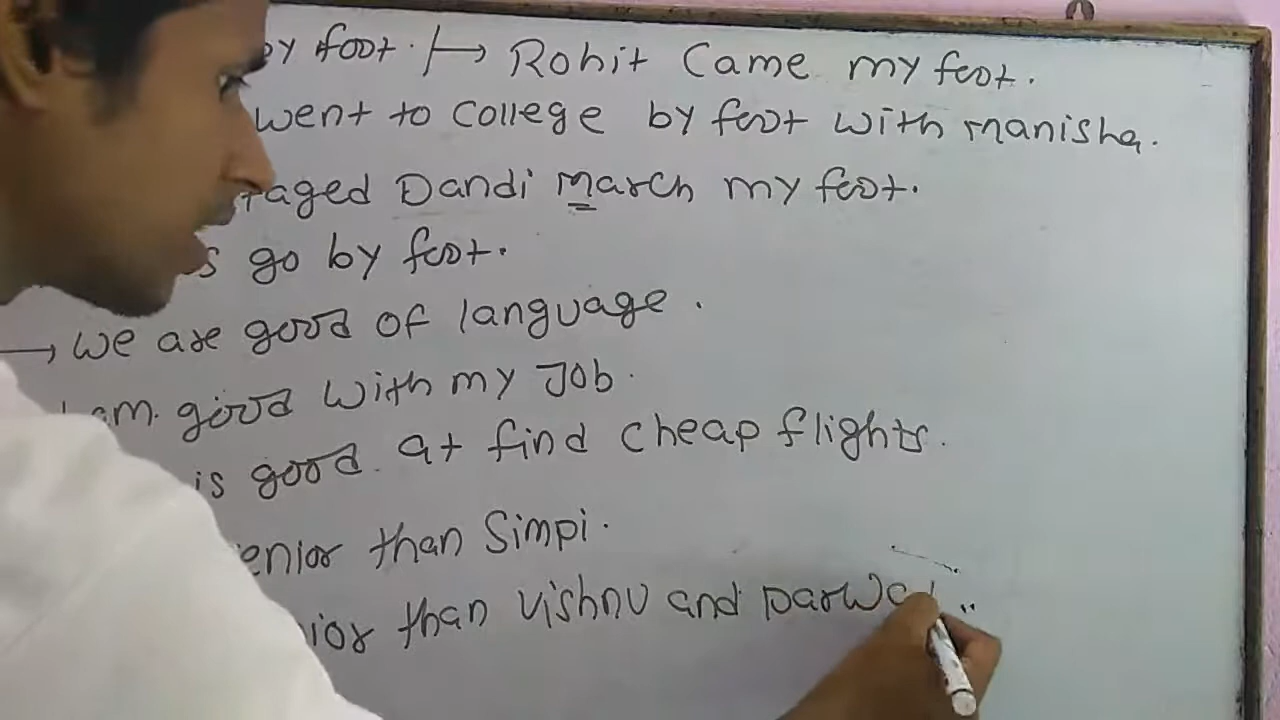 by foot. Rohit Came my foot.
went to college by foot with manisha.
taged Dandi March my foot.
s go by foot.
→ We are good of language.
am good with my Job.
is good at find cheap flights.
enior than Simpi.
ior than Vishnu and